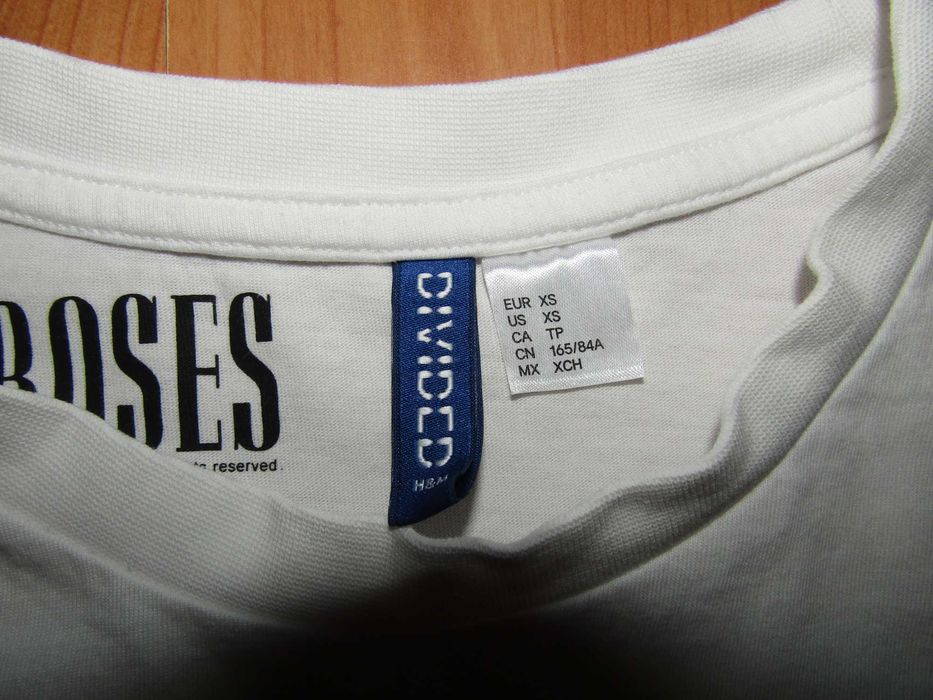 ROSES
reserved.
DIVIDED
H&M
EUR XS
US XS
CA TP
CN 165/84A
MX XCH